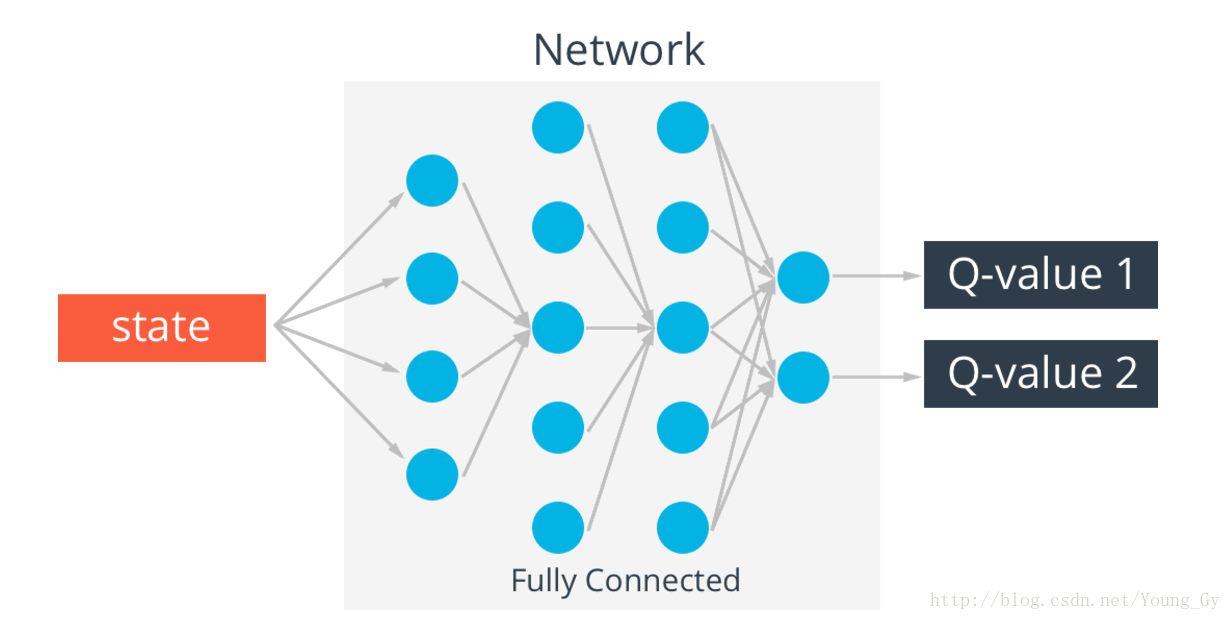 Network
state
Q-value 1
Q-value 2
Fully Connected
http://blog.csdn.net/Young_Gy